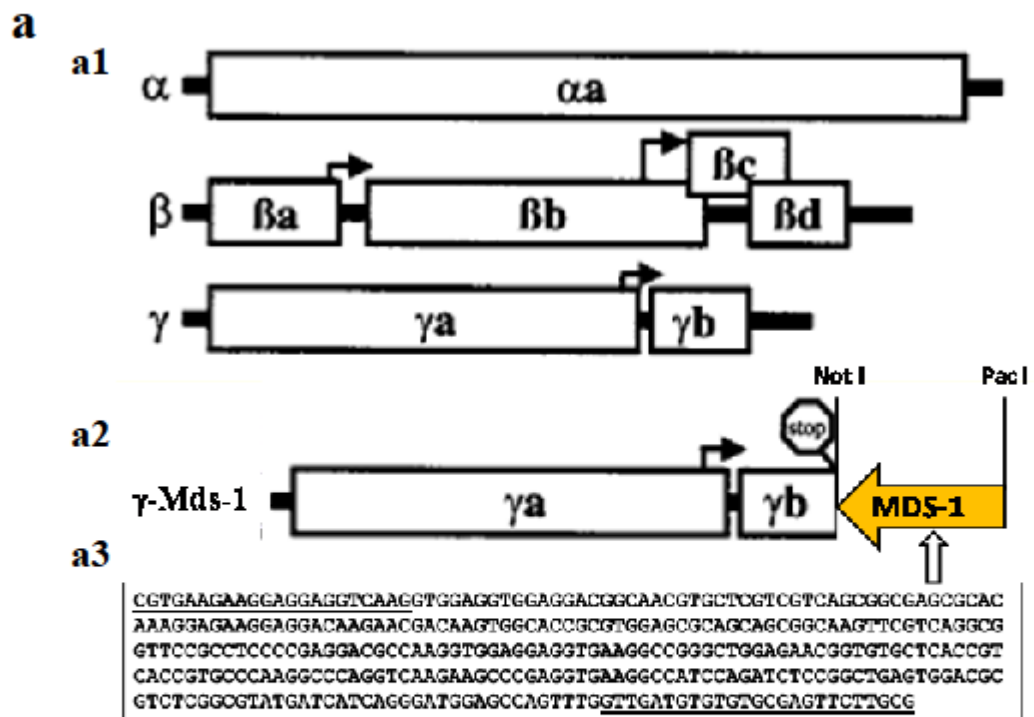 a
a1
α
αa
β
ßa
ßb
ßc
ßd
γ
γa
γb
Not I
Pac I
a2
stop
γ-Mds-1
γa
γb
MDS-1
a3
CGTGAAGAAGGAGGAGGTCAAGGTGGAGGTGGAGGACGGCAACGTGCTCGTCGTCAGCGGCGAGCGCAC
AAAGGAGAAGGAGGACAAGAACGACAAGTGGCACCGCGTGGAGCGCAGCAGCGGCAAGTTCGTCAGGCG
GTTCCGCCTCCCCGAGGACGCCAAGGTGGAGGAGGTGAAGGCCGGGCTGGAGAACGGTGTGCTCACCGT
CACCGTGCCCAAGGCCCAGGTCAAGAAGCCCGAGGTGAAGGCCATCCAGATCTCCGGCTGAGTGGACGC
GTCTCGGCGTATGATCATCAGGGATGGAGCCAGTTTGGTTGATGTGTGTGCGAGTTCTTGCG